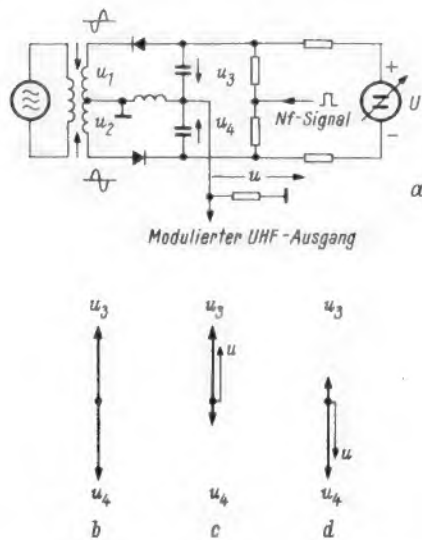 u1
u2
u3
u4
Nf-Signal
+
U
−
u
a
Modulierter UHF-Ausgang
u3 u3 u3
u u
u4 u4 u4
b c d